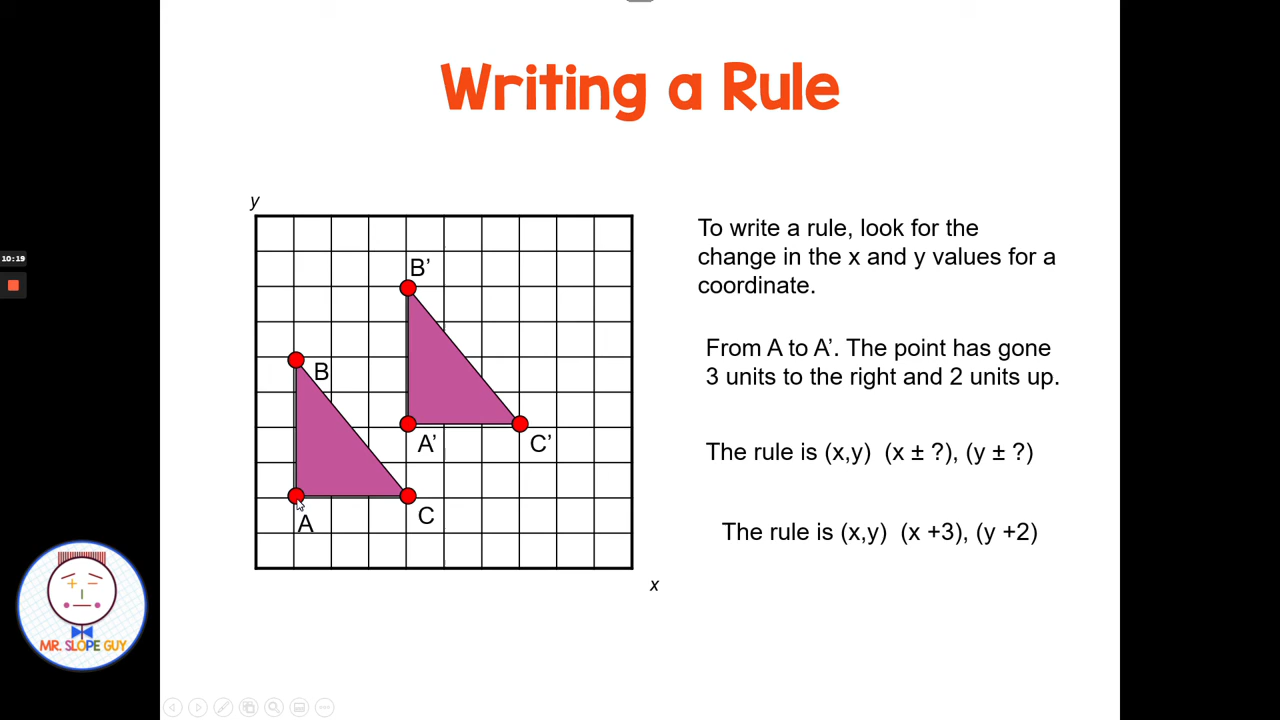 Writing a Rule
y
To write a rule, look for the
change in the x and y values for a
coordinate.
10:19
B’
From A to A’. The point has gone
3 units to the right and 2 units up.
B
A’
C’
The rule is (x,y)  (x ± ?), (y ± ?)
A
C
The rule is (x,y)  (x +3), (y +2)
x
MR. SLOPE GUY